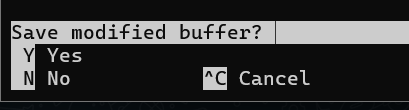 Save modified buffer?
Y Yes
N No ^C Cancel